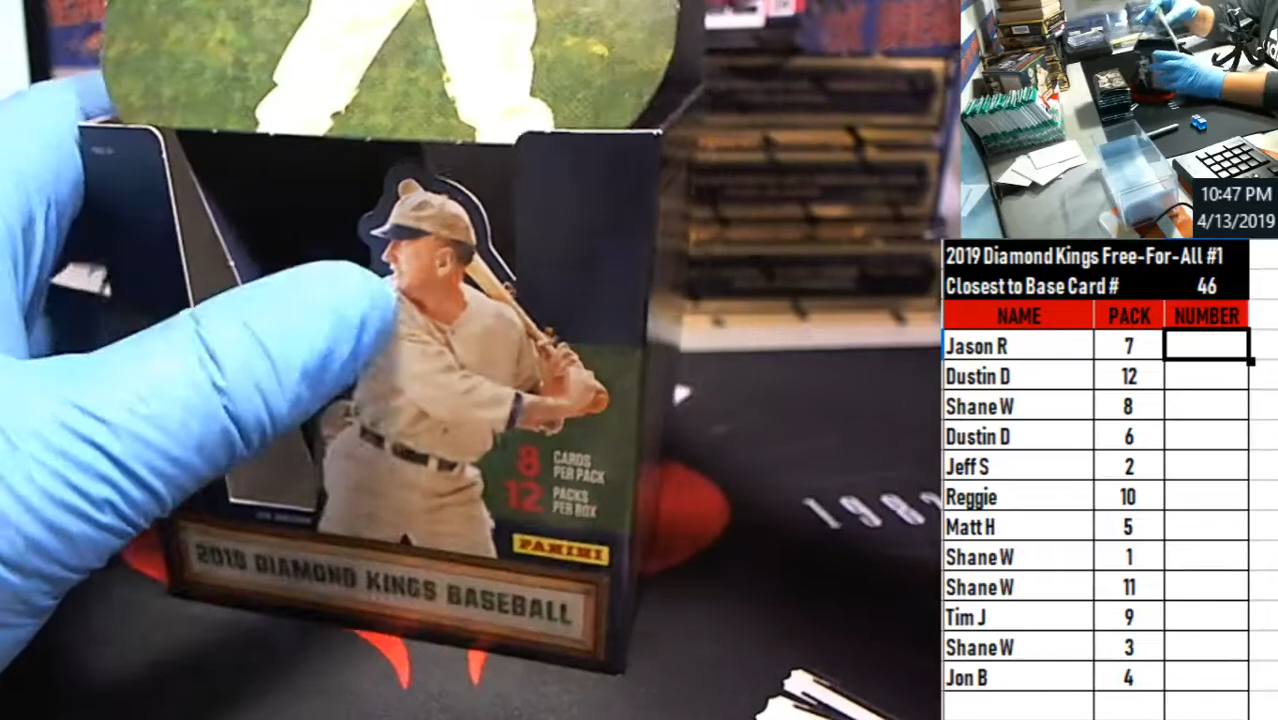 8 CARDS
PER PACK
12 PACKS
PER BOX
PANINI
2019 DIAMOND KINGS BASEBALL
198
10:47 PM
4/13/2019
2019 Diamond Kings Free-For-All #1
Closest to Base Card # 46
NAME PACK NUMBER
Jason R 7
Dustin D 12
Shane W 8
Dustin D 6
Jeff S 2
Reggie 10
Matt H 5
Shane W 1
Shane W 11
Tim J 9
Shane W 3
Jon B 4